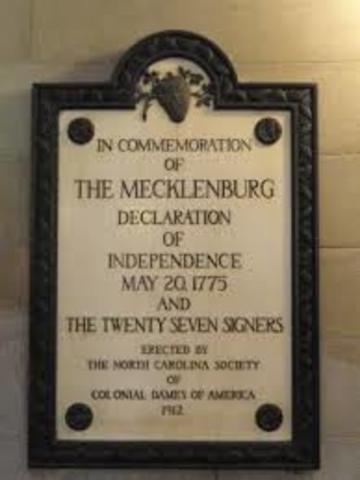 IN COMMEMORATION
OF
THE MECKLENBURG
DECLARATION
OF
INDEPENDENCE
MAY 20, 1775
AND
THE TWENTY SEVEN SIGNERS
ERECTED BY
THE NORTH CAROLINA SOCIETY
OF
COLONIAL DAMES OF AMERICA
1912